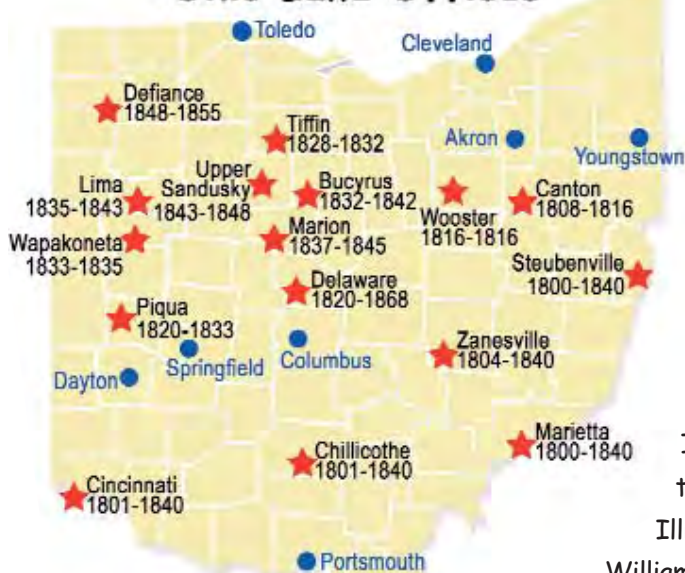 Toledo
Cleveland
Defiance
1848-1855
Tiffin
1828-1832
Akron
Youngstown
Upper
Sandusky
1843-1848
Lima
1835-1843
Bucyrus
1832-1842
Wooster
1816-1816
Canton
1808-1816
Wapakoneta
1833-1835
Marion
1837-1845
Steubenville
1800-1840
Delaware
1820-1868
Piqua
1820-1833
Springfield
Columbus
Zanesville
1804-1840
Dayton
Marietta
1800-1840
Chillicothe
1801-1840
Cincinnati
1801-1840
Portsmouth
Ill
William